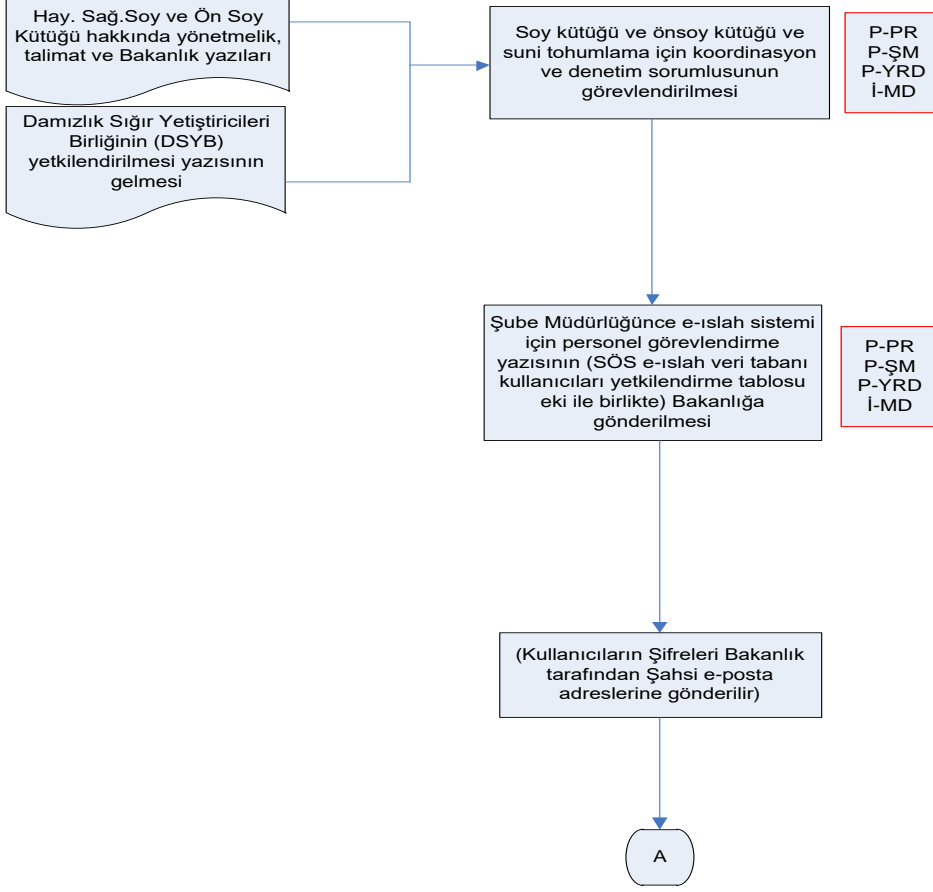 Hay. Sağ.Soy ve Ön Soy
Kütüğü hakkında yönetmelik,
talimat ve Bakanlık yazıları
Damızlık Sığır Yetiştiricileri
Birliğinin (DSYB)
yetkilendirilmesi yazısının
gelmesi
Soy kütüğü ve önsoy kütüğü ve
suni tohumlama için koordinasyon
ve denetim sorumlusunun
görevlendirilmesi
P-PR
P-ŞM
P-YRD
İ-MD
Şube Müdürlüğünce e-ıslah sistemi
için personel görevlendirme
yazısının (SÖS e-ıslah veri tabanı
kullanıcıları yetkilendirme tablosu
eki ile birlikte) Bakanlığa
gönderilmesi
P-PR
P-ŞM
P-YRD
İ-MD
(Kullanıcıların Şifreleri Bakanlık
tarafından Şahsi e-posta
adreslerine gönderilir)
A